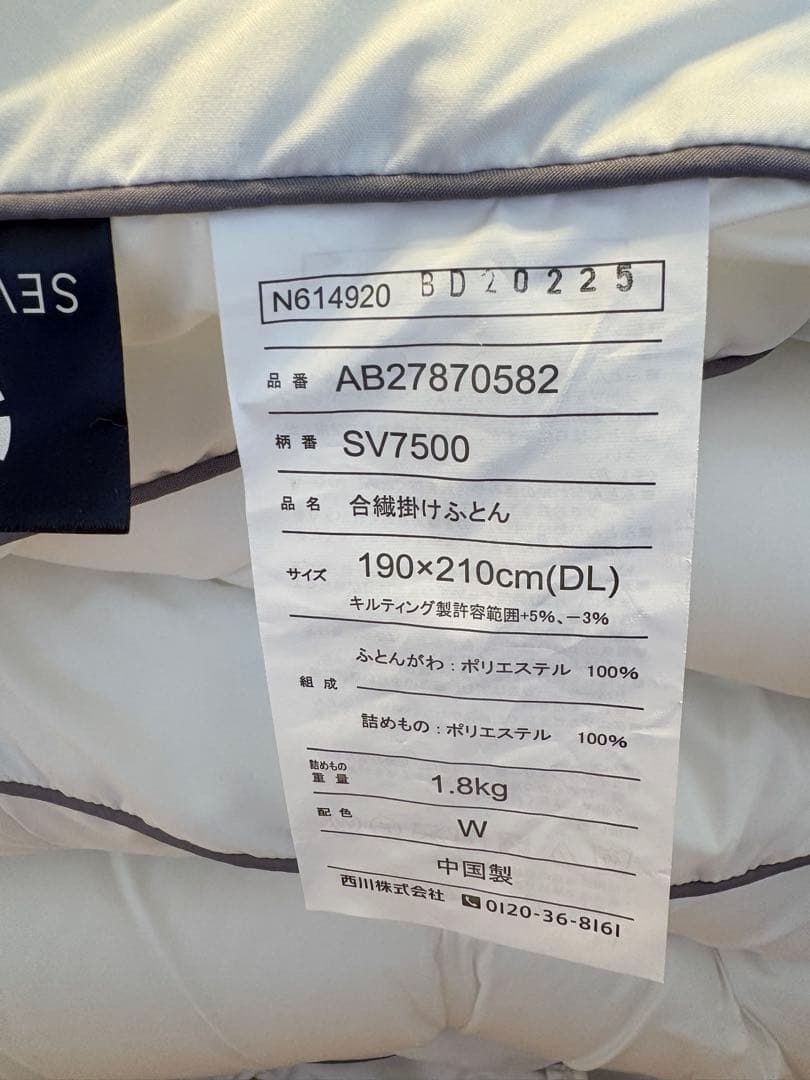 SEV
N614920 BD20225
品番 AB27870582
柄番 SV7500
品名 合繊掛けふとん
サイズ 190×210cm(DL)
キルティング製許容範囲+5%、-3%
組成 ふとんがわ：ポリエステル 100%
詰めもの：ポリエステル 100%
詰めもの重量 1.8kg
配色 W
中国製
西川株式会社 0120-36-8161